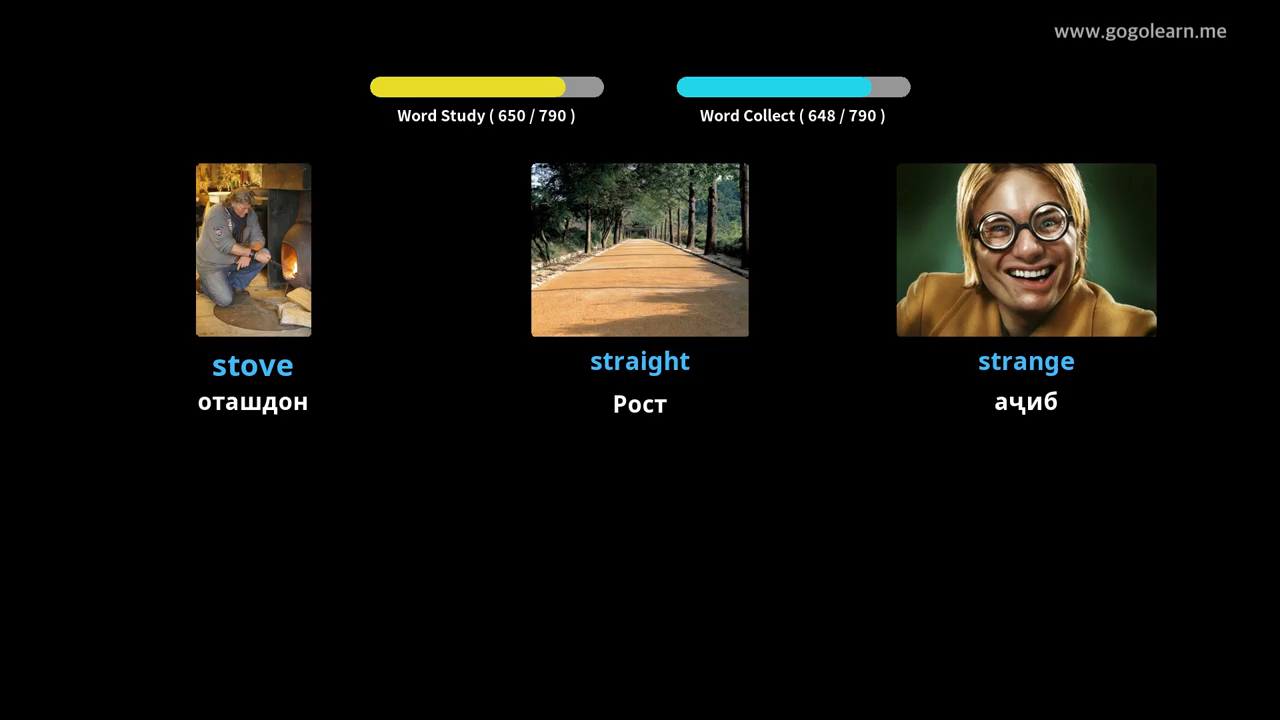 www.gogolearn.me
Word Study ( 650 / 790 )
Word Collect ( 648 / 790 )
stove
straight
strange
оташдон
Рост
аҷиб